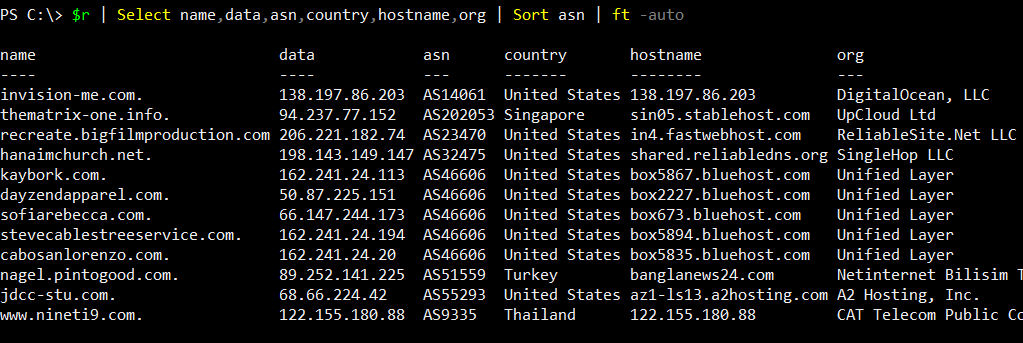 PS C:\> $r | Select name,data,asn,country,hostname,org | Sort asn | ft -auto
name data asn country hostname org
---- ---- --- ------- -------- ---
invision-me.com. 138.197.86.203 AS14061 United States 138.197.86.203 DigitalOcean, LLC
thematrix-one.info. 94.237.77.152 AS202053 Singapore sin05.stablehost.com UpCloud Ltd
recreate.bigfilmproduction.com 206.221.182.74 AS23470 United States in4.fastwebhost.com ReliableSite.Net LLC
hanaimchurch.net. 198.143.149.147 AS32475 United States shared.reliabledns.org SingleHop LLC
kaybork.com. 162.241.24.113 AS46606 United States box5867.bluehost.com Unified Layer
dayzendapparel.com. 50.87.225.151 AS46606 United States box2227.bluehost.com Unified Layer
sofiarebecca.com. 66.147.244.173 AS46606 United States box673.bluehost.com Unified Layer
stevecablestreeservice.com. 162.241.24.194 AS46606 United States box5894.bluehost.com Unified Layer
cabosanlorenzo.com. 162.241.24.20 AS46606 United States box5835.bluehost.com Unified Layer
nagel.pintogood.com. 89.252.141.225 AS51559 Turkey banglanews24.com Netinternet Bilisim T
jdcc-stu.com. 68.66.224.42 AS55293 United States az1-ls13.a2hosting.com A2 Hosting, Inc.
www.nineti9.com. 122.155.180.88 AS9335 Thailand 122.155.180.88 CAT Telecom Public Co